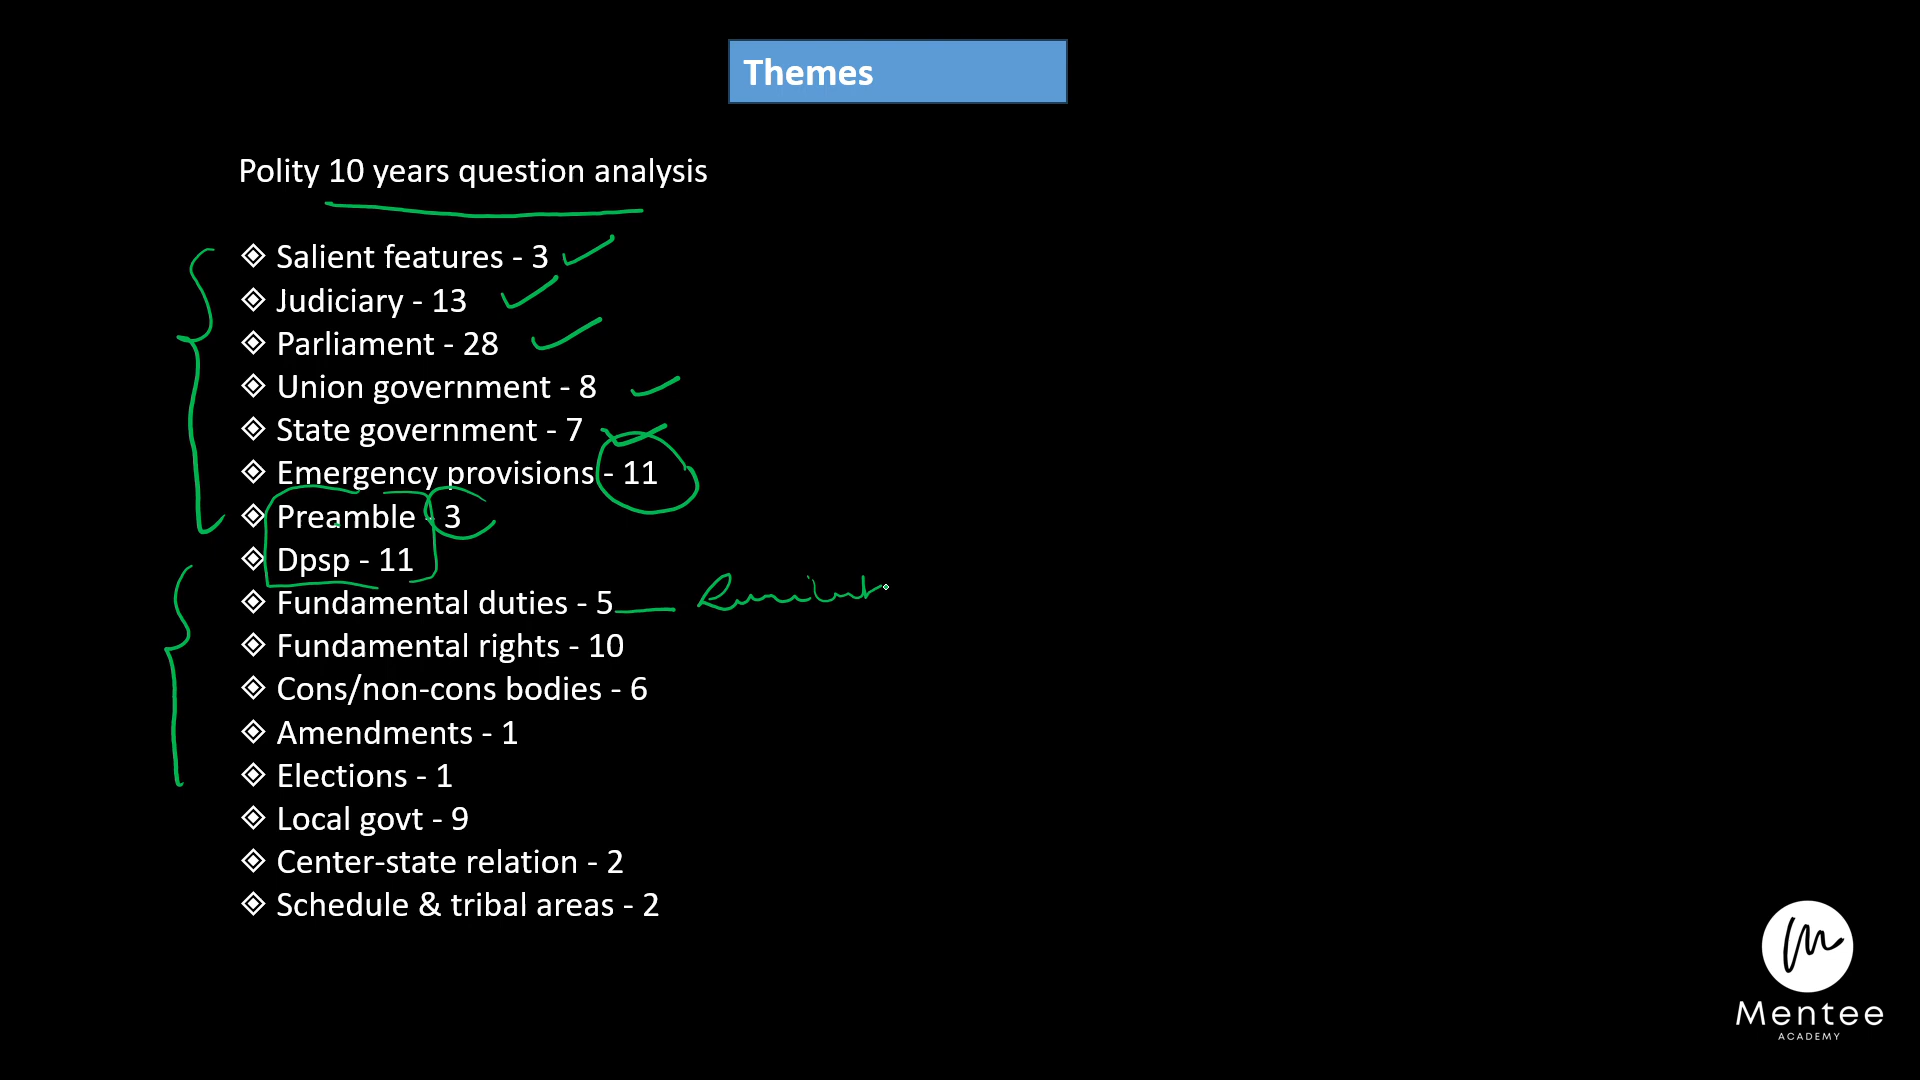 Themes
Polity 10 years question analysis
Salient features - 3
Judiciary - 13
Parliament - 28
Union government - 8
State government - 7
Emergency provisions - 11
Preamble - 3
Dpsp - 11
Fundamental duties - 5
Fundamental rights - 10
Cons/non-cons bodies - 6
Amendments - 1
Elections - 1
Local govt - 9
Center-state relation - 2
Schedule & tribal areas - 2
Mentee
ACADEMY